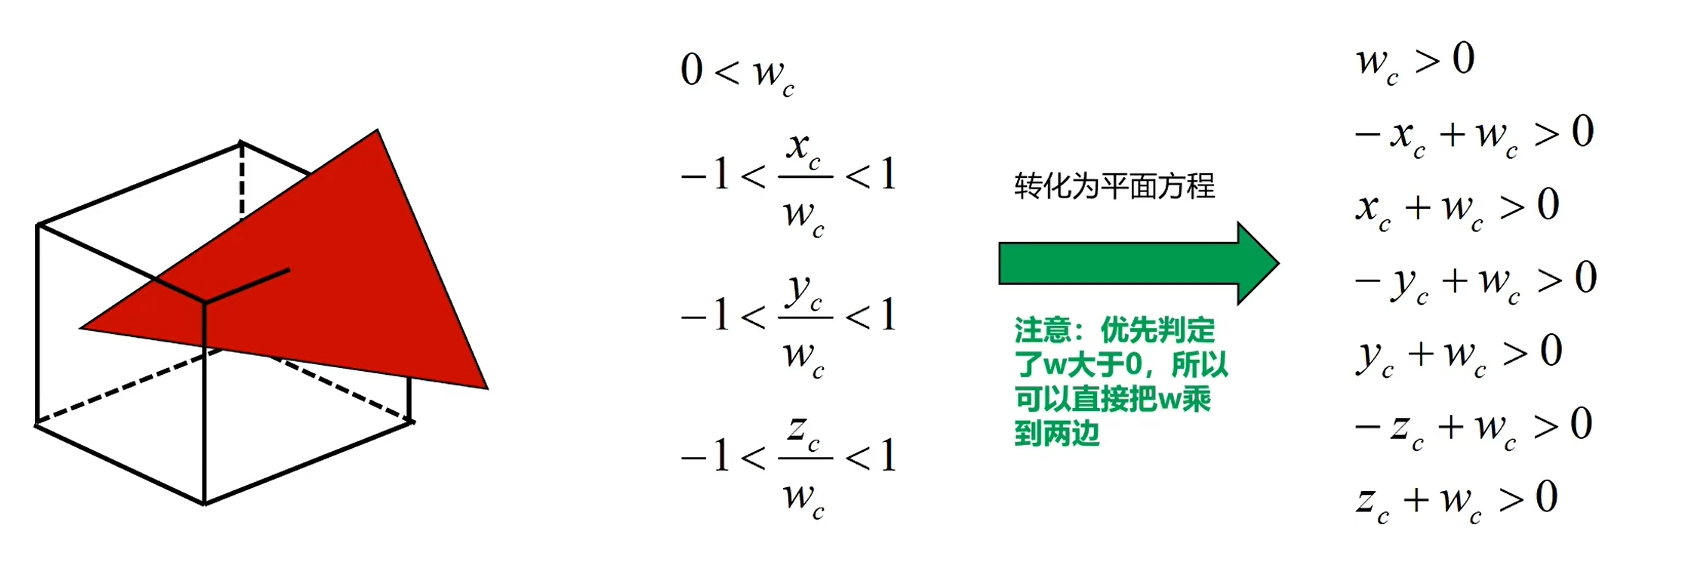 0 < w_c
-1 < \frac{x_c}{w_c} < 1
-1 < \frac{y_c}{w_c} < 1
-1 < \frac{z_c}{w_c} < 1
转化为平面方程
注意：优先判定
了w大于0，所以
可以直接把w乘
到两边
w_c > 0
- x_c + w_c > 0
x_c + w_c > 0
- y_c + w_c > 0
y_c + w_c > 0
- z_c + w_c > 0
z_c + w_c > 0